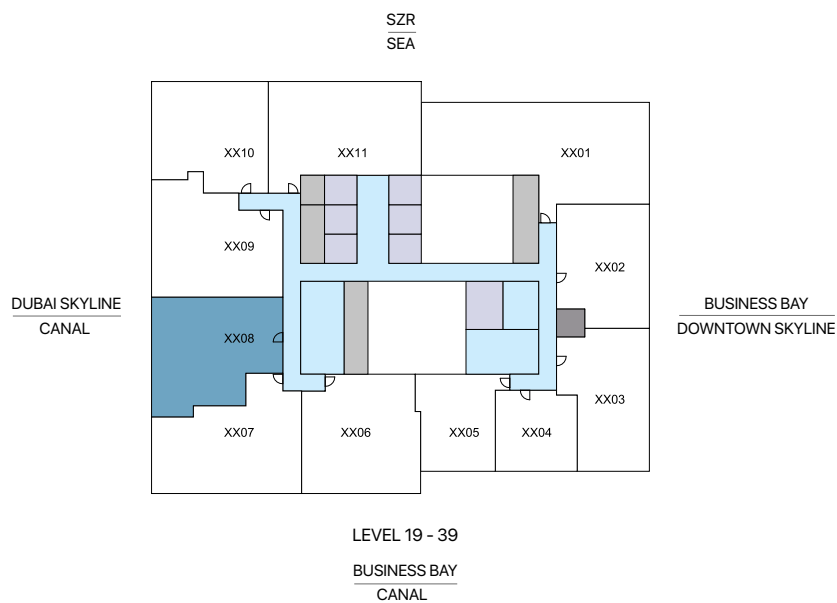 SZR
SEA
XX10
XX11
XX01
XX09
XX02
DUBAI SKYLINE
CANAL
XX08
BUSINESS BAY
DOWNTOWN SKYLINE
XX03
XX07
XX06
XX05
XX04
LEVEL 19 - 39
BUSINESS BAY
CANAL